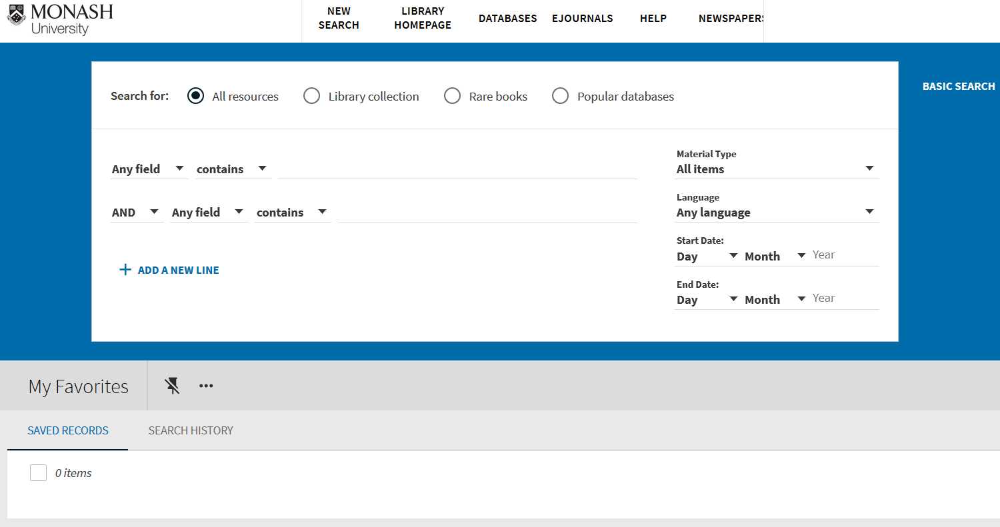 MONASH
University
NEW
SEARCH
LIBRARY
HOMEPAGE
DATABASES
EJOURNALS
HELP
NEWSPAPERS
BASIC SEARCH
Search for:
All resources
Library collection
Rare books
Popular databases
Any field
contains
AND
Any field
contains
ADD A NEW LINE
Material Type
All items
Language
Any language
Start Date:
Day
Month
Year
End Date:
Day
Month
Year
My Favorites
SAVED RECORDS
SEARCH HISTORY
0 items